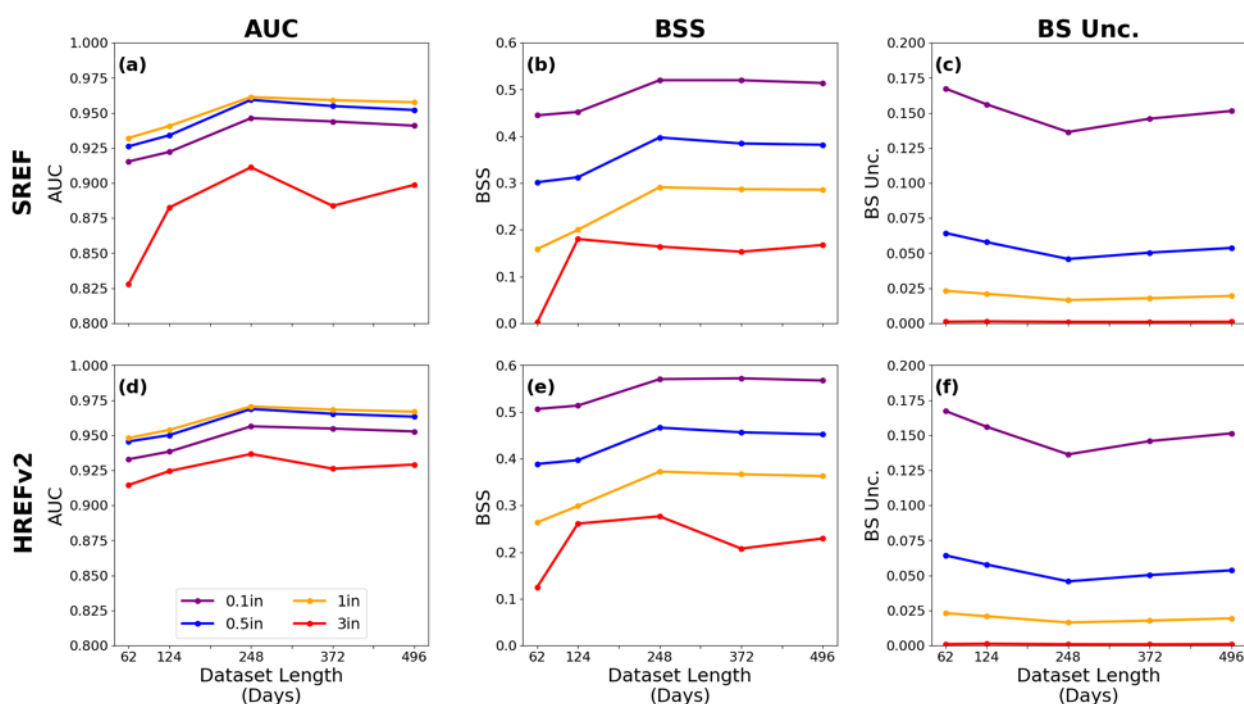 AUC
BSS
BS Unc.
SREF
(a)
AUC
1.000
0.975
0.950
0.925
0.900
0.875
0.850
0.825
0.800
(b)
BSS
0.6
0.5
0.4
0.3
0.2
0.1
0.0
(c)
BS Unc.
0.200
0.175
0.150
0.125
0.100
0.075
0.050
0.025
0.000
HREFv2
(d)
AUC
1.000
0.975
0.950
0.925
0.900
0.875
0.850
0.825
0.800
0.1in 1in
0.5in 3in
62 124 248 372 496
Dataset Length
(Days)
(e)
BSS
0.6
0.5
0.4
0.3
0.2
0.1
0.0
62 124 248 372 496
Dataset Length
(Days)
(f)
BS Unc.
0.200
0.175
0.150
0.125
0.100
0.075
0.050
0.025
0.000
62 124 248 372 496
Dataset Length
(Days)